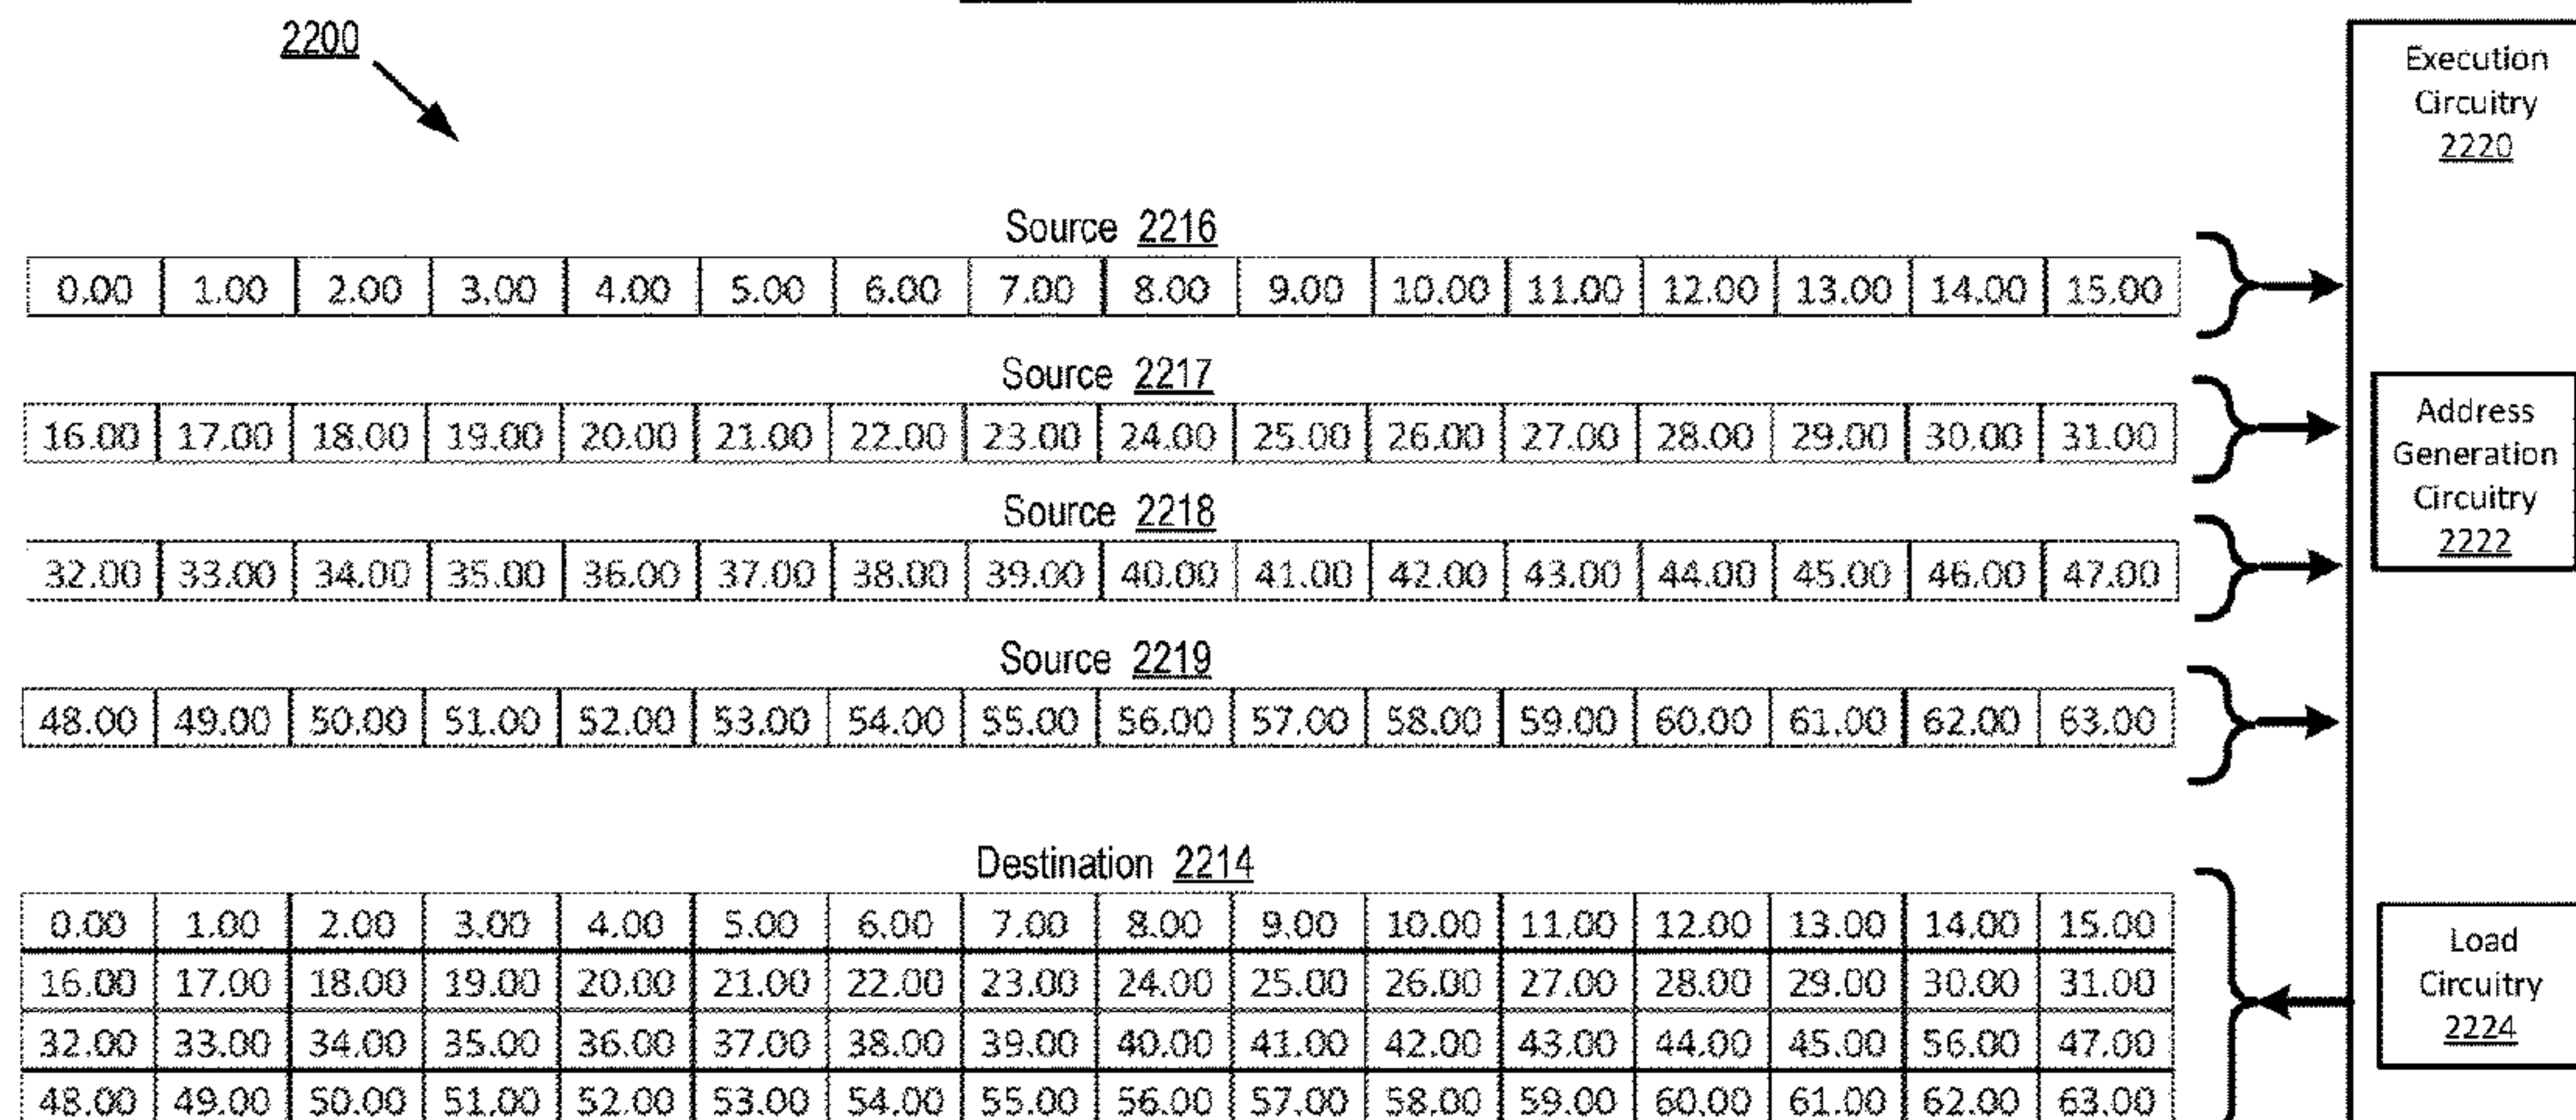 2200
Execution
Circuitry
2220
Source 2216
0.00 1.00 2.00 3.00 4.00 5.00 6.00 7.00 8.00 9.00 10.00 11.00 12.00 13.00 14.00 15.00
Source 2217
16.00 17.00 18.00 19.00 20.00 21.00 22.00 23.00 24.00 25.00 26.00 27.00 28.00 29.00 30.00 31.00
Address
Generation
Circuitry
2222
Source 2218
32.00 33.00 34.00 35.00 36.00 37.00 38.00 39.00 40.00 41.00 42.00 43.00 44.00 45.00 46.00 47.00
Source 2219
48.00 49.00 50.00 51.00 52.00 53.00 54.00 55.00 56.00 57.00 58.00 59.00 60.00 61.00 62.00 63.00
Destination 2214
0.00 1.00 2.00 3.00 4.00 5.00 6.00 7.00 8.00 9.00 10.00 11.00 12.00 13.00 14.00 15.00
16.00 17.00 18.00 19.00 20.00 21.00 22.00 23.00 24.00 25.00 26.00 27.00 28.00 29.00 30.00 31.00
32.00 33.00 34.00 35.00 36.00 37.00 38.00 39.00 40.00 41.00 42.00 43.00 44.00 45.00 56.00 47.00
48.00 49.00 50.00 51.00 52.00 53.00 54.00 55.00 56.00 57.00 58.00 59.00 60.00 61.00 62.00 63.00
Load
Circuitry
2224